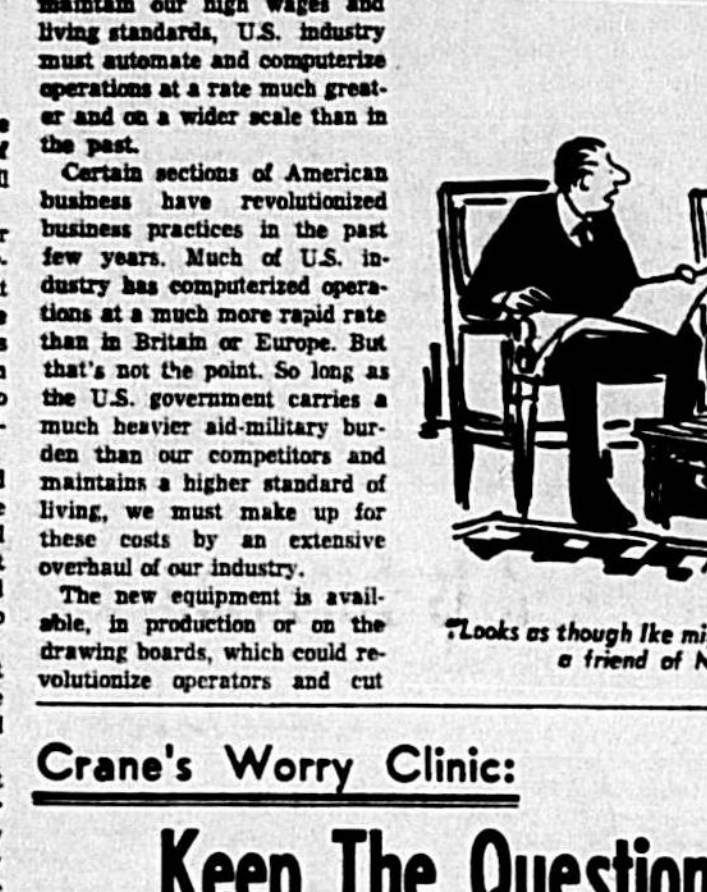 maintain our high wages and
living standards, U.S. industry
must automate and computerize
operations at a rate much great-
er and on a wider scale than in
the past.
Certain sections of American
business have revolutionized
business practices in the past
few years. Much of U.S. in-
dustry has computerized opera-
tions at a much more rapid rate
than in Britain or Europe. But
that's not the point. So long as
the U.S. government carries a
much heavier aid-military bur-
den than our competitors and
maintains a higher standard of
living, we must make up for
these costs by an extensive
overhaul of our industry.
The new equipment is avail-
able, in production or on the
drawing boards, which could re-
volutionize operators and cut
"Looks as though Ike mi
a friend of N
Crane's Worry Clinic:
Keep The Question